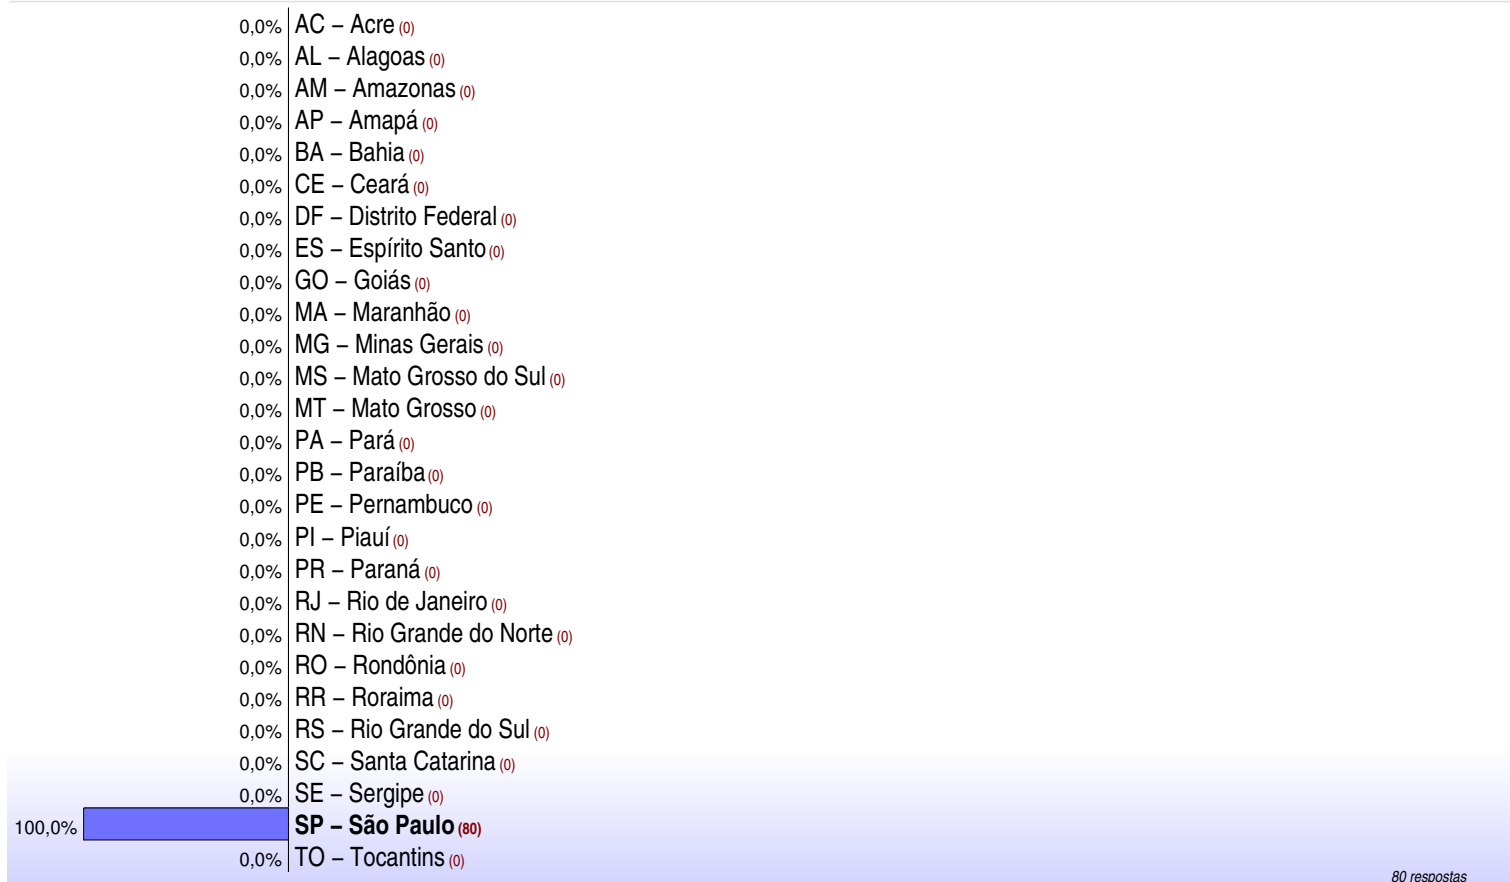 0,0% AC – Acre (0)
0,0% AL – Alagoas (0)
0,0% AM – Amazonas (0)
0,0% AP – Amapá (0)
0,0% BA – Bahia (0)
0,0% CE – Ceará (0)
0,0% DF – Distrito Federal (0)
0,0% ES – Espírito Santo (0)
0,0% GO – Goiás (0)
0,0% MA – Maranhão (0)
0,0% MG – Minas Gerais (0)
0,0% MS – Mato Grosso do Sul (0)
0,0% MT – Mato Grosso (0)
0,0% PA – Pará (0)
0,0% PB – Paraíba (0)
0,0% PE – Pernambuco (0)
0,0% PI – Piauí (0)
0,0% PR – Paraná (0)
0,0% RJ – Rio de Janeiro (0)
0,0% RN – Rio Grande do Norte (0)
0,0% RO – Rondônia (0)
0,0% RR – Roraima (0)
0,0% RS – Rio Grande do Sul (0)
0,0% SC – Santa Catarina (0)
0,0% SE – Sergipe (0)
100,0% SP – São Paulo (80)
0,0% TO – Tocantins (0)
80 respostas